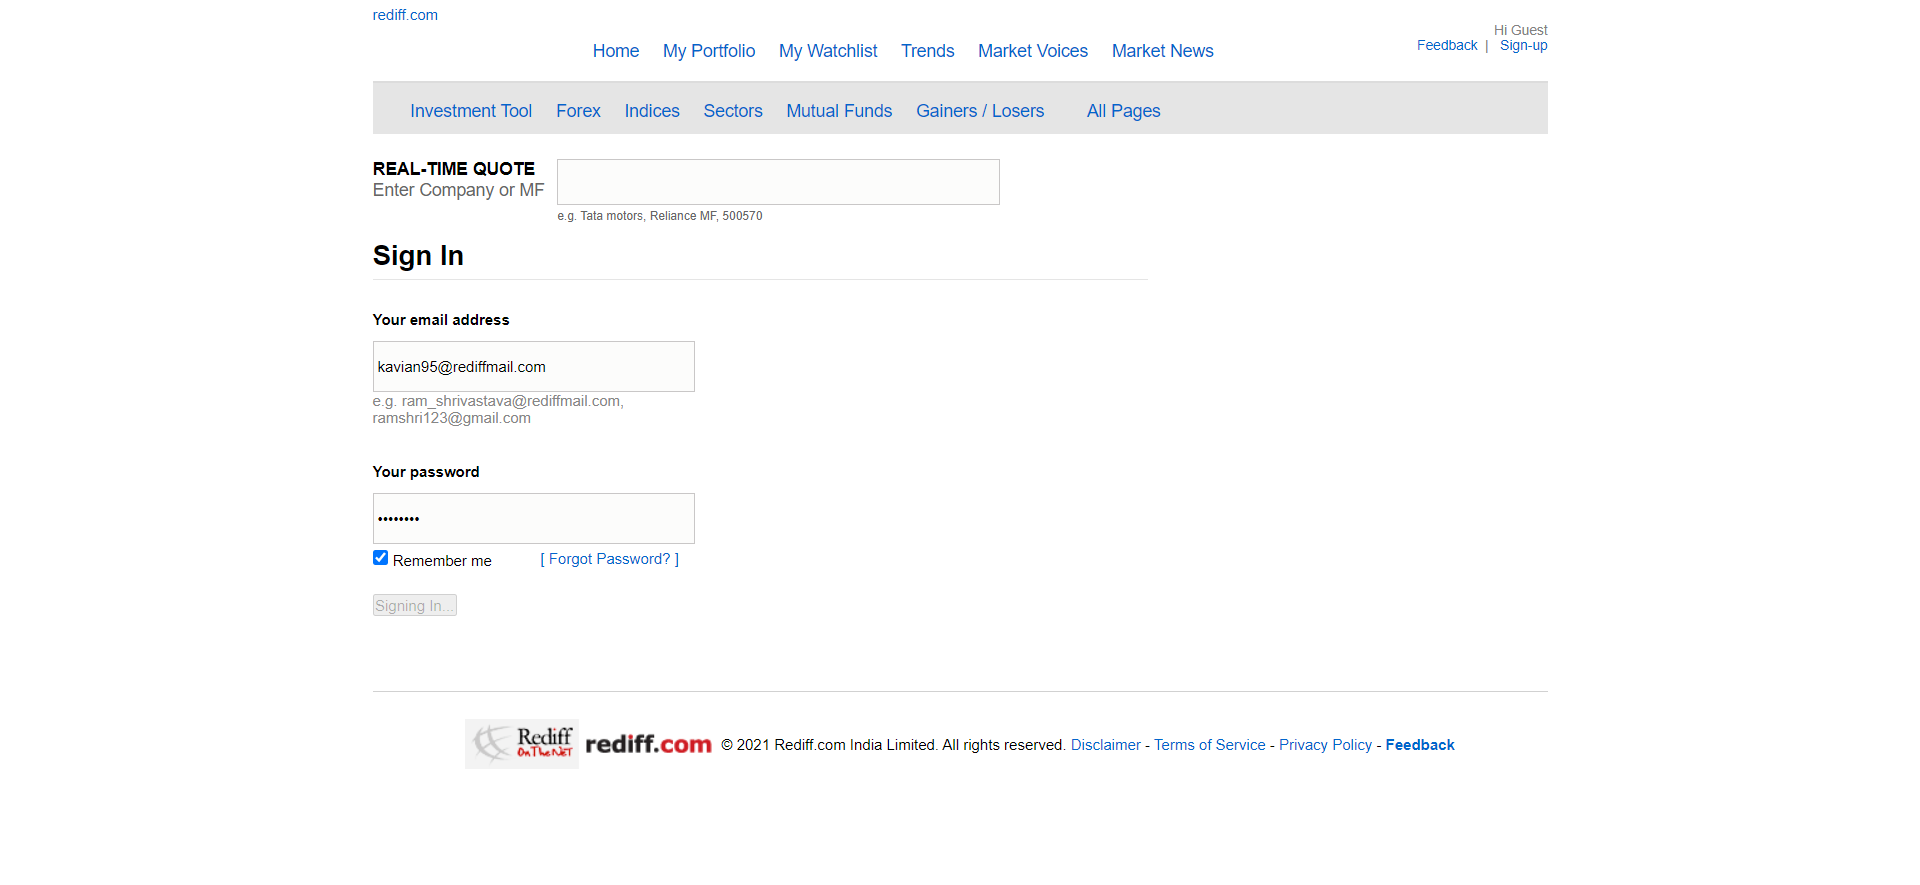 rediff.com
Hi Guest
Feedback | Sign-up
Home My Portfolio My Watchlist Trends Market Voices Market News
Investment Tool Forex Indices Sectors Mutual Funds Gainers / Losers All Pages
REAL-TIME QUOTE
Enter Company or MF
e.g. Tata motors, Reliance MF, 500570
Sign In
Your email address
kavian95@rediffmail.com
e.g. ram_shrivastava@rediffmail.com,
ramshri123@gmail.com
Your password
••••••••
Remember me [ Forgot Password? ]
Signing In...
Rediff
On The Net
rediff.com © 2021 Rediff.com India Limited. All rights reserved. Disclaimer - Terms of Service - Privacy Policy - Feedback